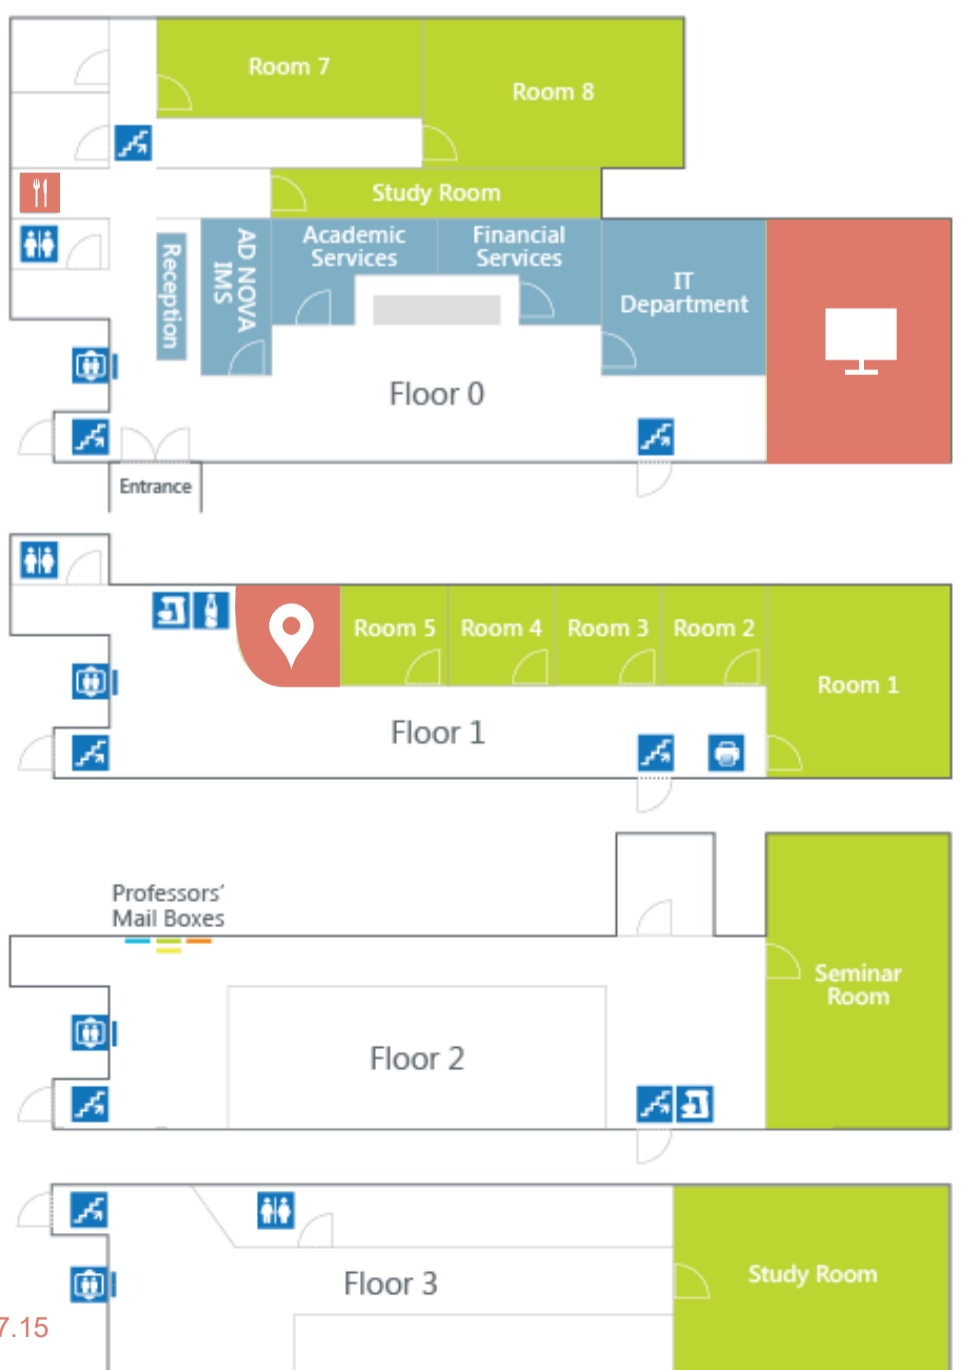 Room 7
Room 8
Study Room
Reception
AD NOVA
IMS
Academic
Services
Financial
Services
IT
Department
Floor 0
Entrance
Room 5
Room 4
Room 3
Room 2
Room 1
Floor 1
Professors'
Mail Boxes
Seminar
Room
Floor 2
Study Room
Floor 3
7.15